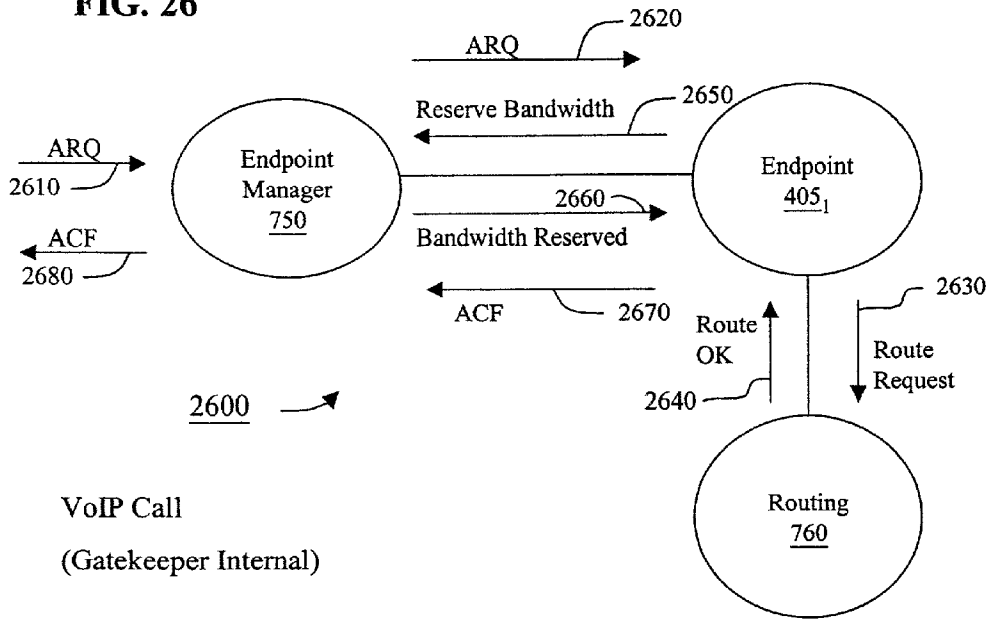 FIG. 26
2620
ARQ
2650
Reserve Bandwidth
ARQ
2610
Endpoint
Manager
750
Endpoint
405₁
2660
Bandwidth Reserved
ACF
2680
2630
ACF
2670
Route
OK
Route
Request
2640
2600
Routing
760
VoIP Call
(Gatekeeper Internal)